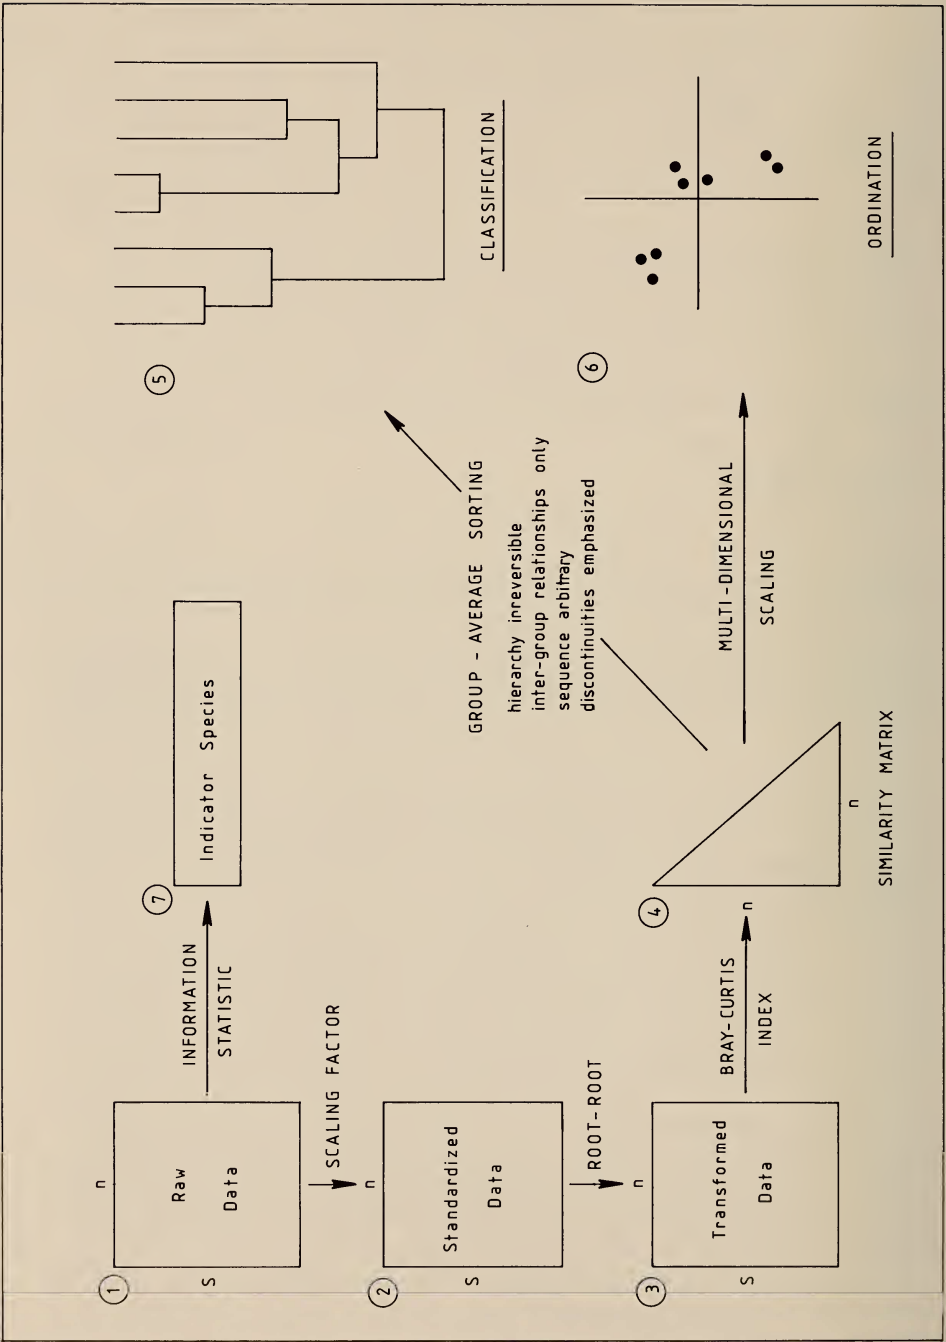 1
n
S
Raw
Data
INFORMATION
STATISTIC
7
Indicator Species
SCALING FACTOR
2
n
S
Standardized
Data
ROOT-ROOT
3
n
S
Transformed
Data
BRAY-CURTIS
INDEX
4
n
n
SIMILARITY MATRIX
GROUP - AVERAGE SORTING
hierarchy irreversible
inter-group relationships only
sequence arbitrary
discontinuities emphasized
MULTI-DIMENSIONAL
SCALING
5
CLASSIFICATION
6
ORDINATION